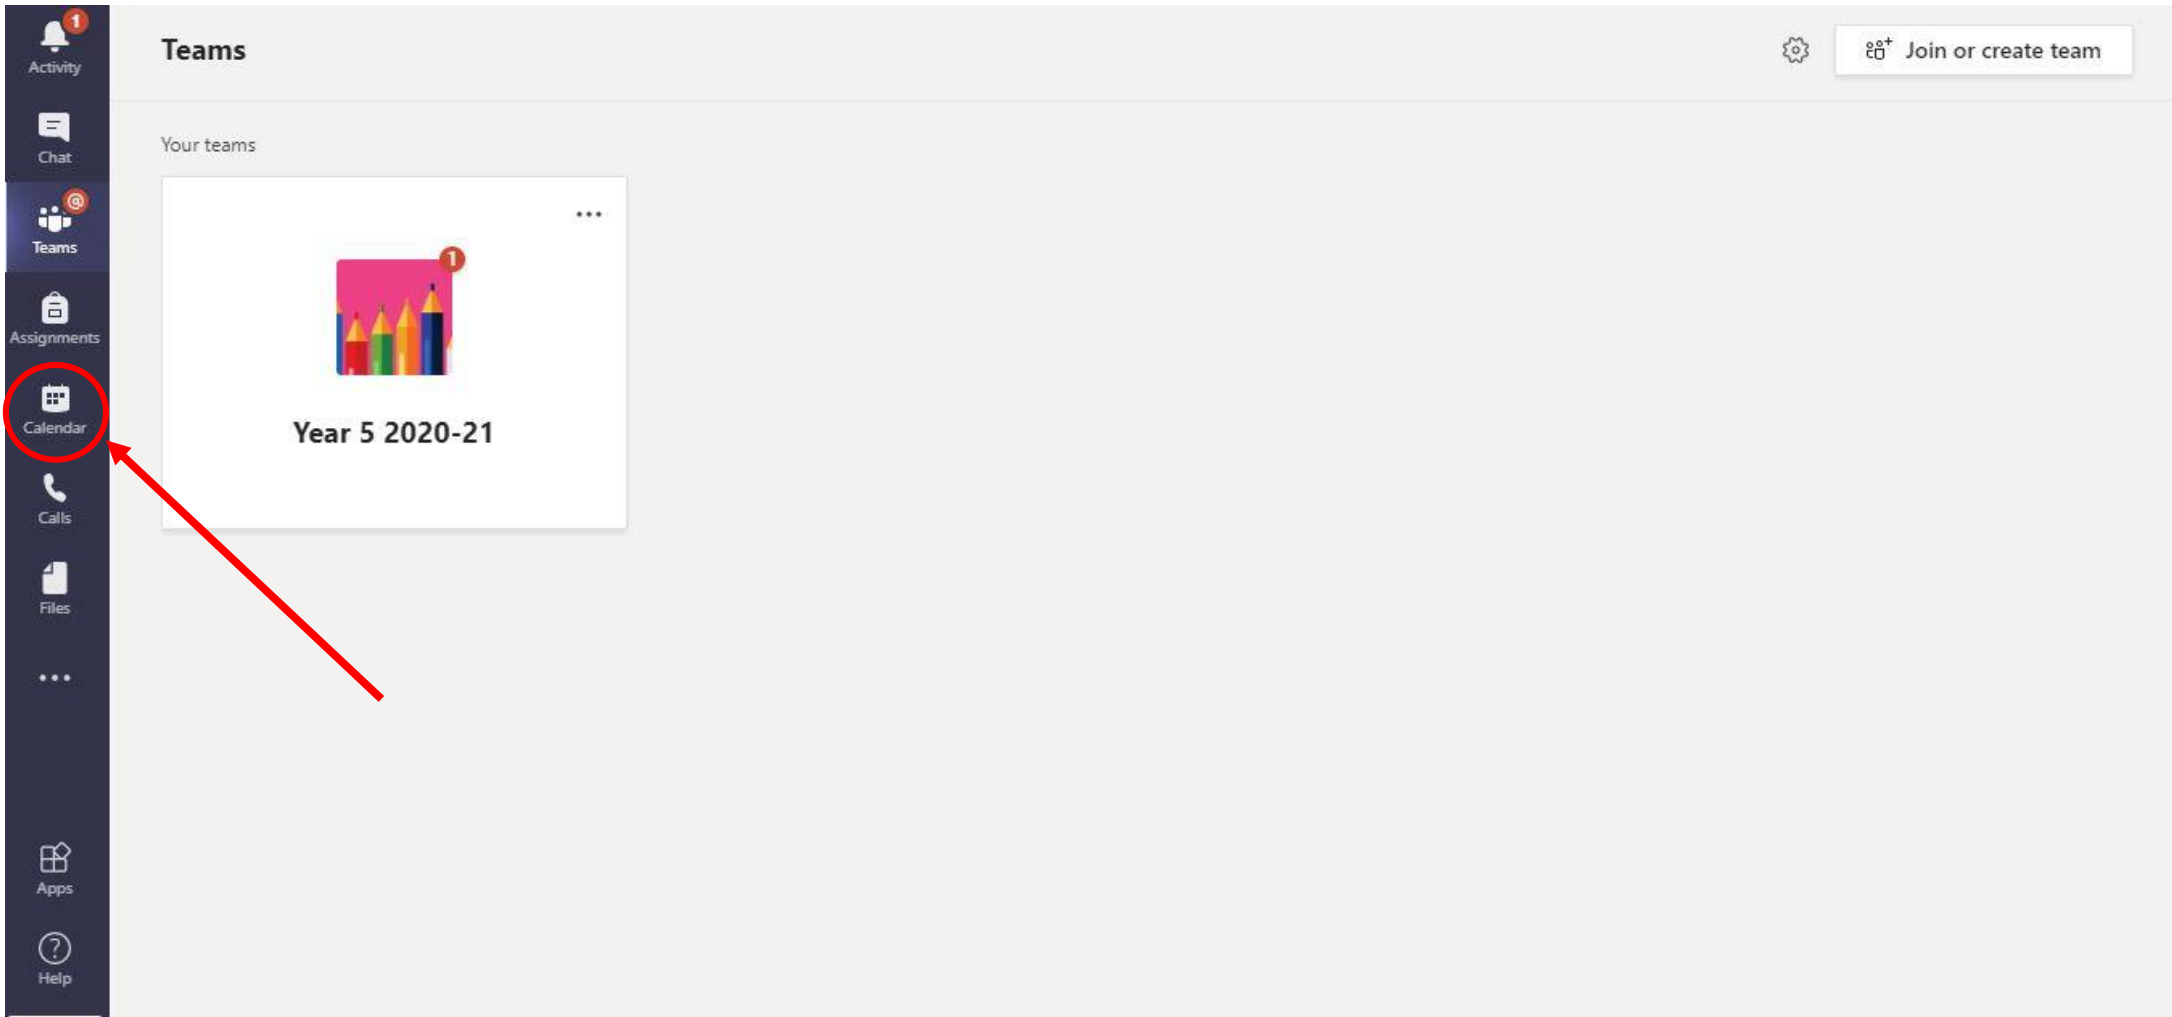 1
Activity
Chat
@
Teams
Assignments
Calendar
Calls
Files
Apps
?
Help
Teams
Join or create team
Your teams
1
Year 5 2020-21